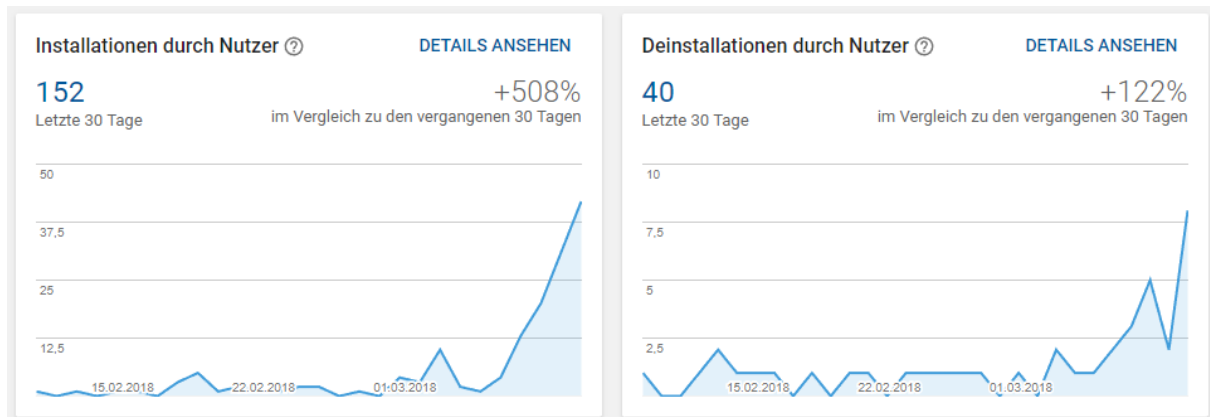 Installationen durch Nutzer ? DETAILS ANSEHEN
152 +508%
Letzte 30 Tage im Vergleich zu den vergangenen 30 Tagen
50
37,5
25
12,5
15.02.2018 22.02.2018 01.03.2018
Deinstallationen durch Nutzer ? DETAILS ANSEHEN
40 +122%
Letzte 30 Tage im Vergleich zu den vergangenen 30 Tagen
10
7,5
5
2,5
15.02.2018 22.02.2018 01.03.2018